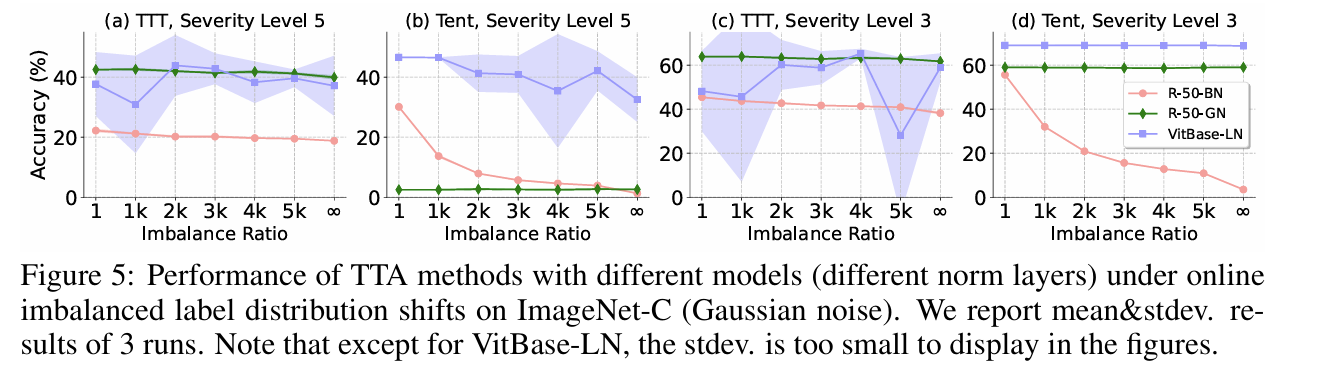 (a) TTT, Severity Level 5
(b) Tent, Severity Level 5
(c) TTT, Severity Level 3
(d) Tent, Severity Level 3
Accuracy (%)
40
20
0
1 1k 2k 3k 4k 5k ∞
Imbalance Ratio
40
20
0
1 1k 2k 3k 4k 5k ∞
Imbalance Ratio
60
40
20
0
1 1k 2k 3k 4k 5k ∞
Imbalance Ratio
60
40
20
0
1 1k 2k 3k 4k 5k ∞
Imbalance Ratio
R-50-BN
R-50-GN
VitBase-LN
Figure 5: Performance of TTA methods with different models (different norm layers) under online
imbalanced label distribution shifts on ImageNet-C (Gaussian noise). We report mean&stdev. re-
sults of 3 runs. Note that except for VitBase-LN, the stdev. is too small to display in the figures.